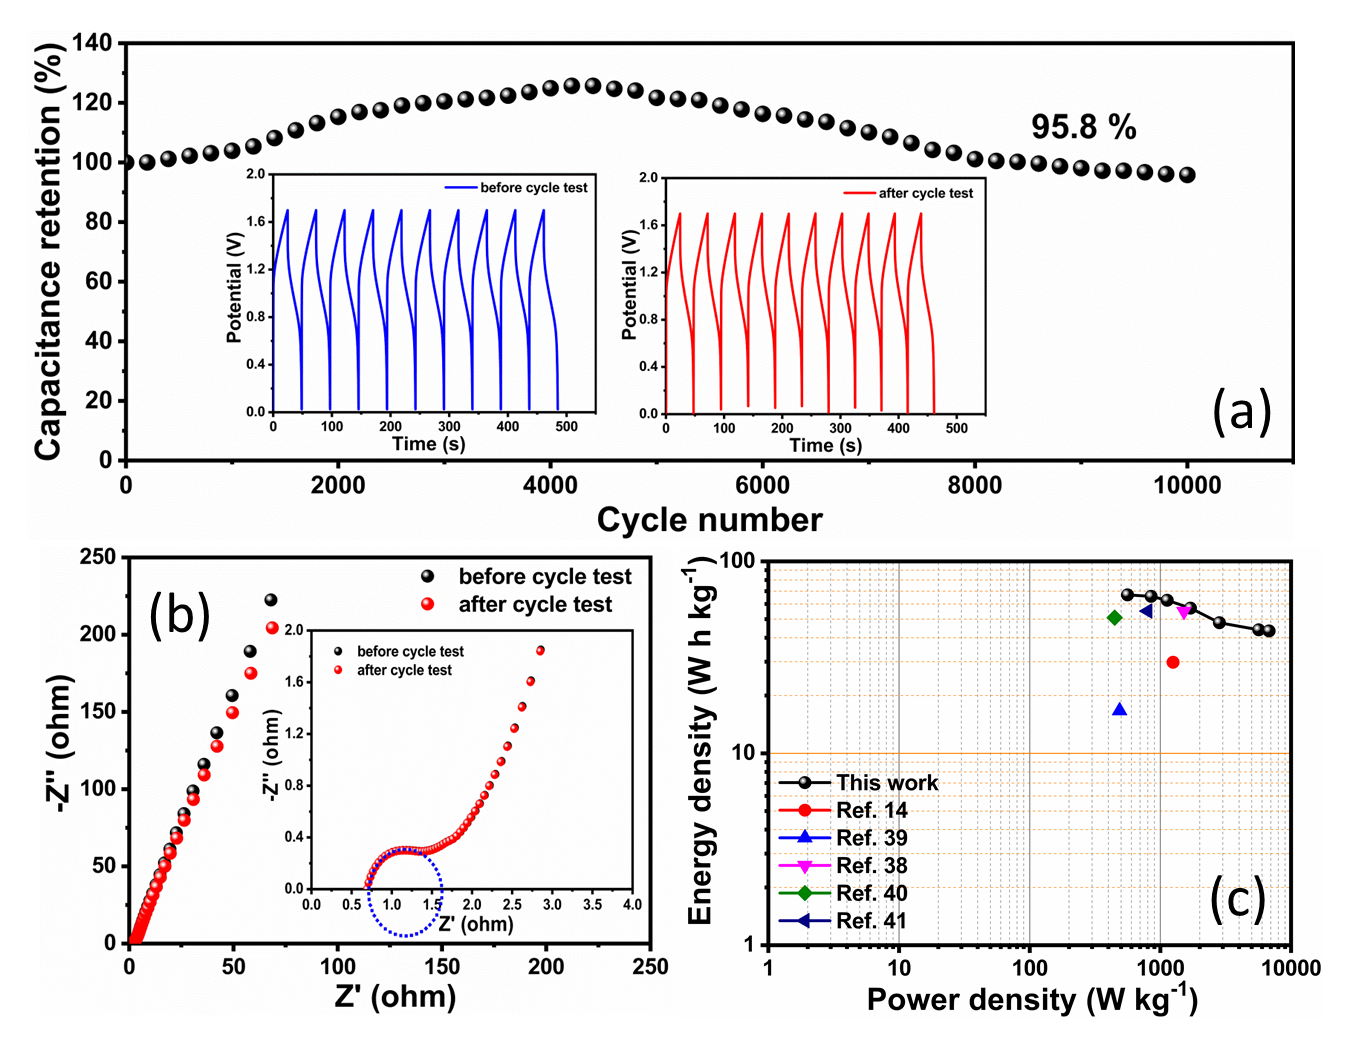 140
120
100
80
60
40
20
0
Capacitance retention (%)
95.8 %
2.0
1.6
1.2
0.8
0.4
0.0
Potential (V)
before cycle test
0
100
200
300
400
500
Time (s)
2.0
1.6
1.2
0.8
0.4
0.0
Potential (V)
after cycle test
0
100
200
300
400
500
Time (s)
(a)
0
2000
4000
6000
8000
10000
Cycle number
250
200
150
100
50
0
-Z" (ohm)
(b)
before cycle test
after cycle test
2.0
1.6
1.2
0.8
0.4
0.0
-Z" (ohm)
before cycle test
after cycle test
0.0
0.5
1.0
1.5
2.0
2.5
3.0
3.5
4.0
Z' (ohm)
0
50
100
150
200
250
Z' (ohm)
100
10
1
Energy density (W h kg⁻¹)
This work
Ref. 14
Ref. 39
Ref. 38
Ref. 40
Ref. 41
(c)
1
10
100
1000
10000
Power density (W kg⁻¹)